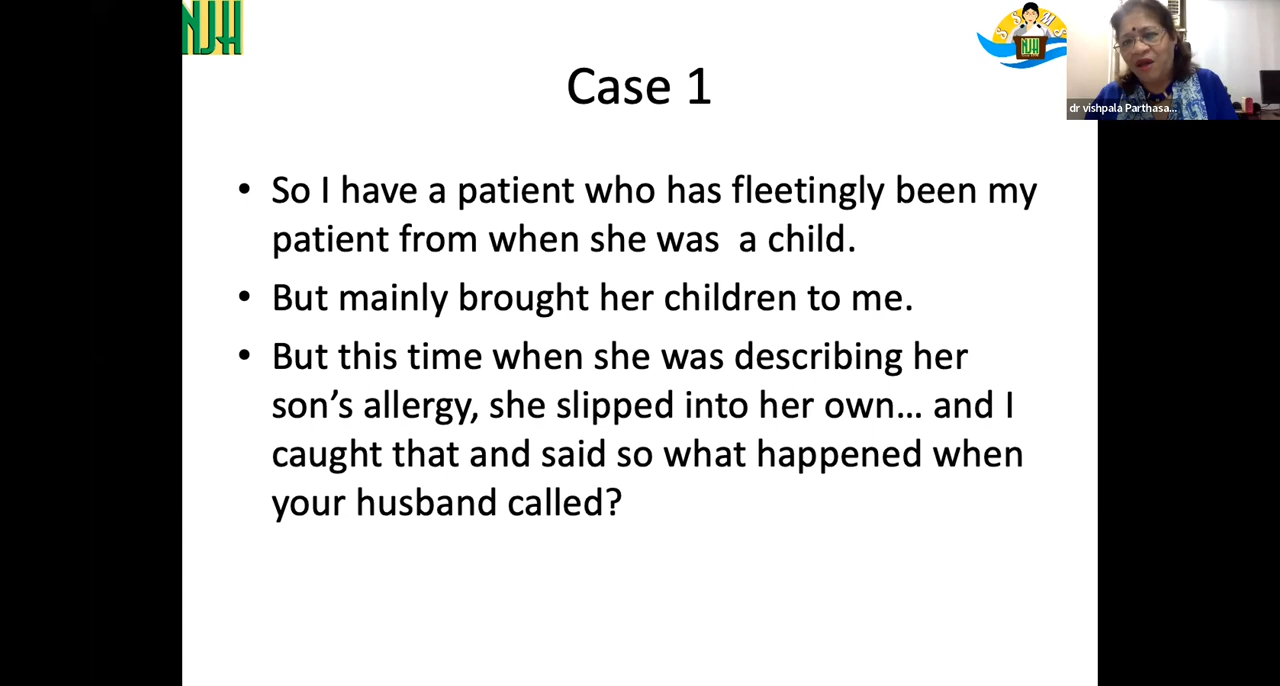 NJH
S S M S
NJH
dr vishpala Parthasa...
Case 1
• So I have a patient who has fleetingly been my
patient from when she was a child.
• But mainly brought her children to me.
• But this time when she was describing her
son’s allergy, she slipped into her own… and I
caught that and said so what happened when
your husband called?